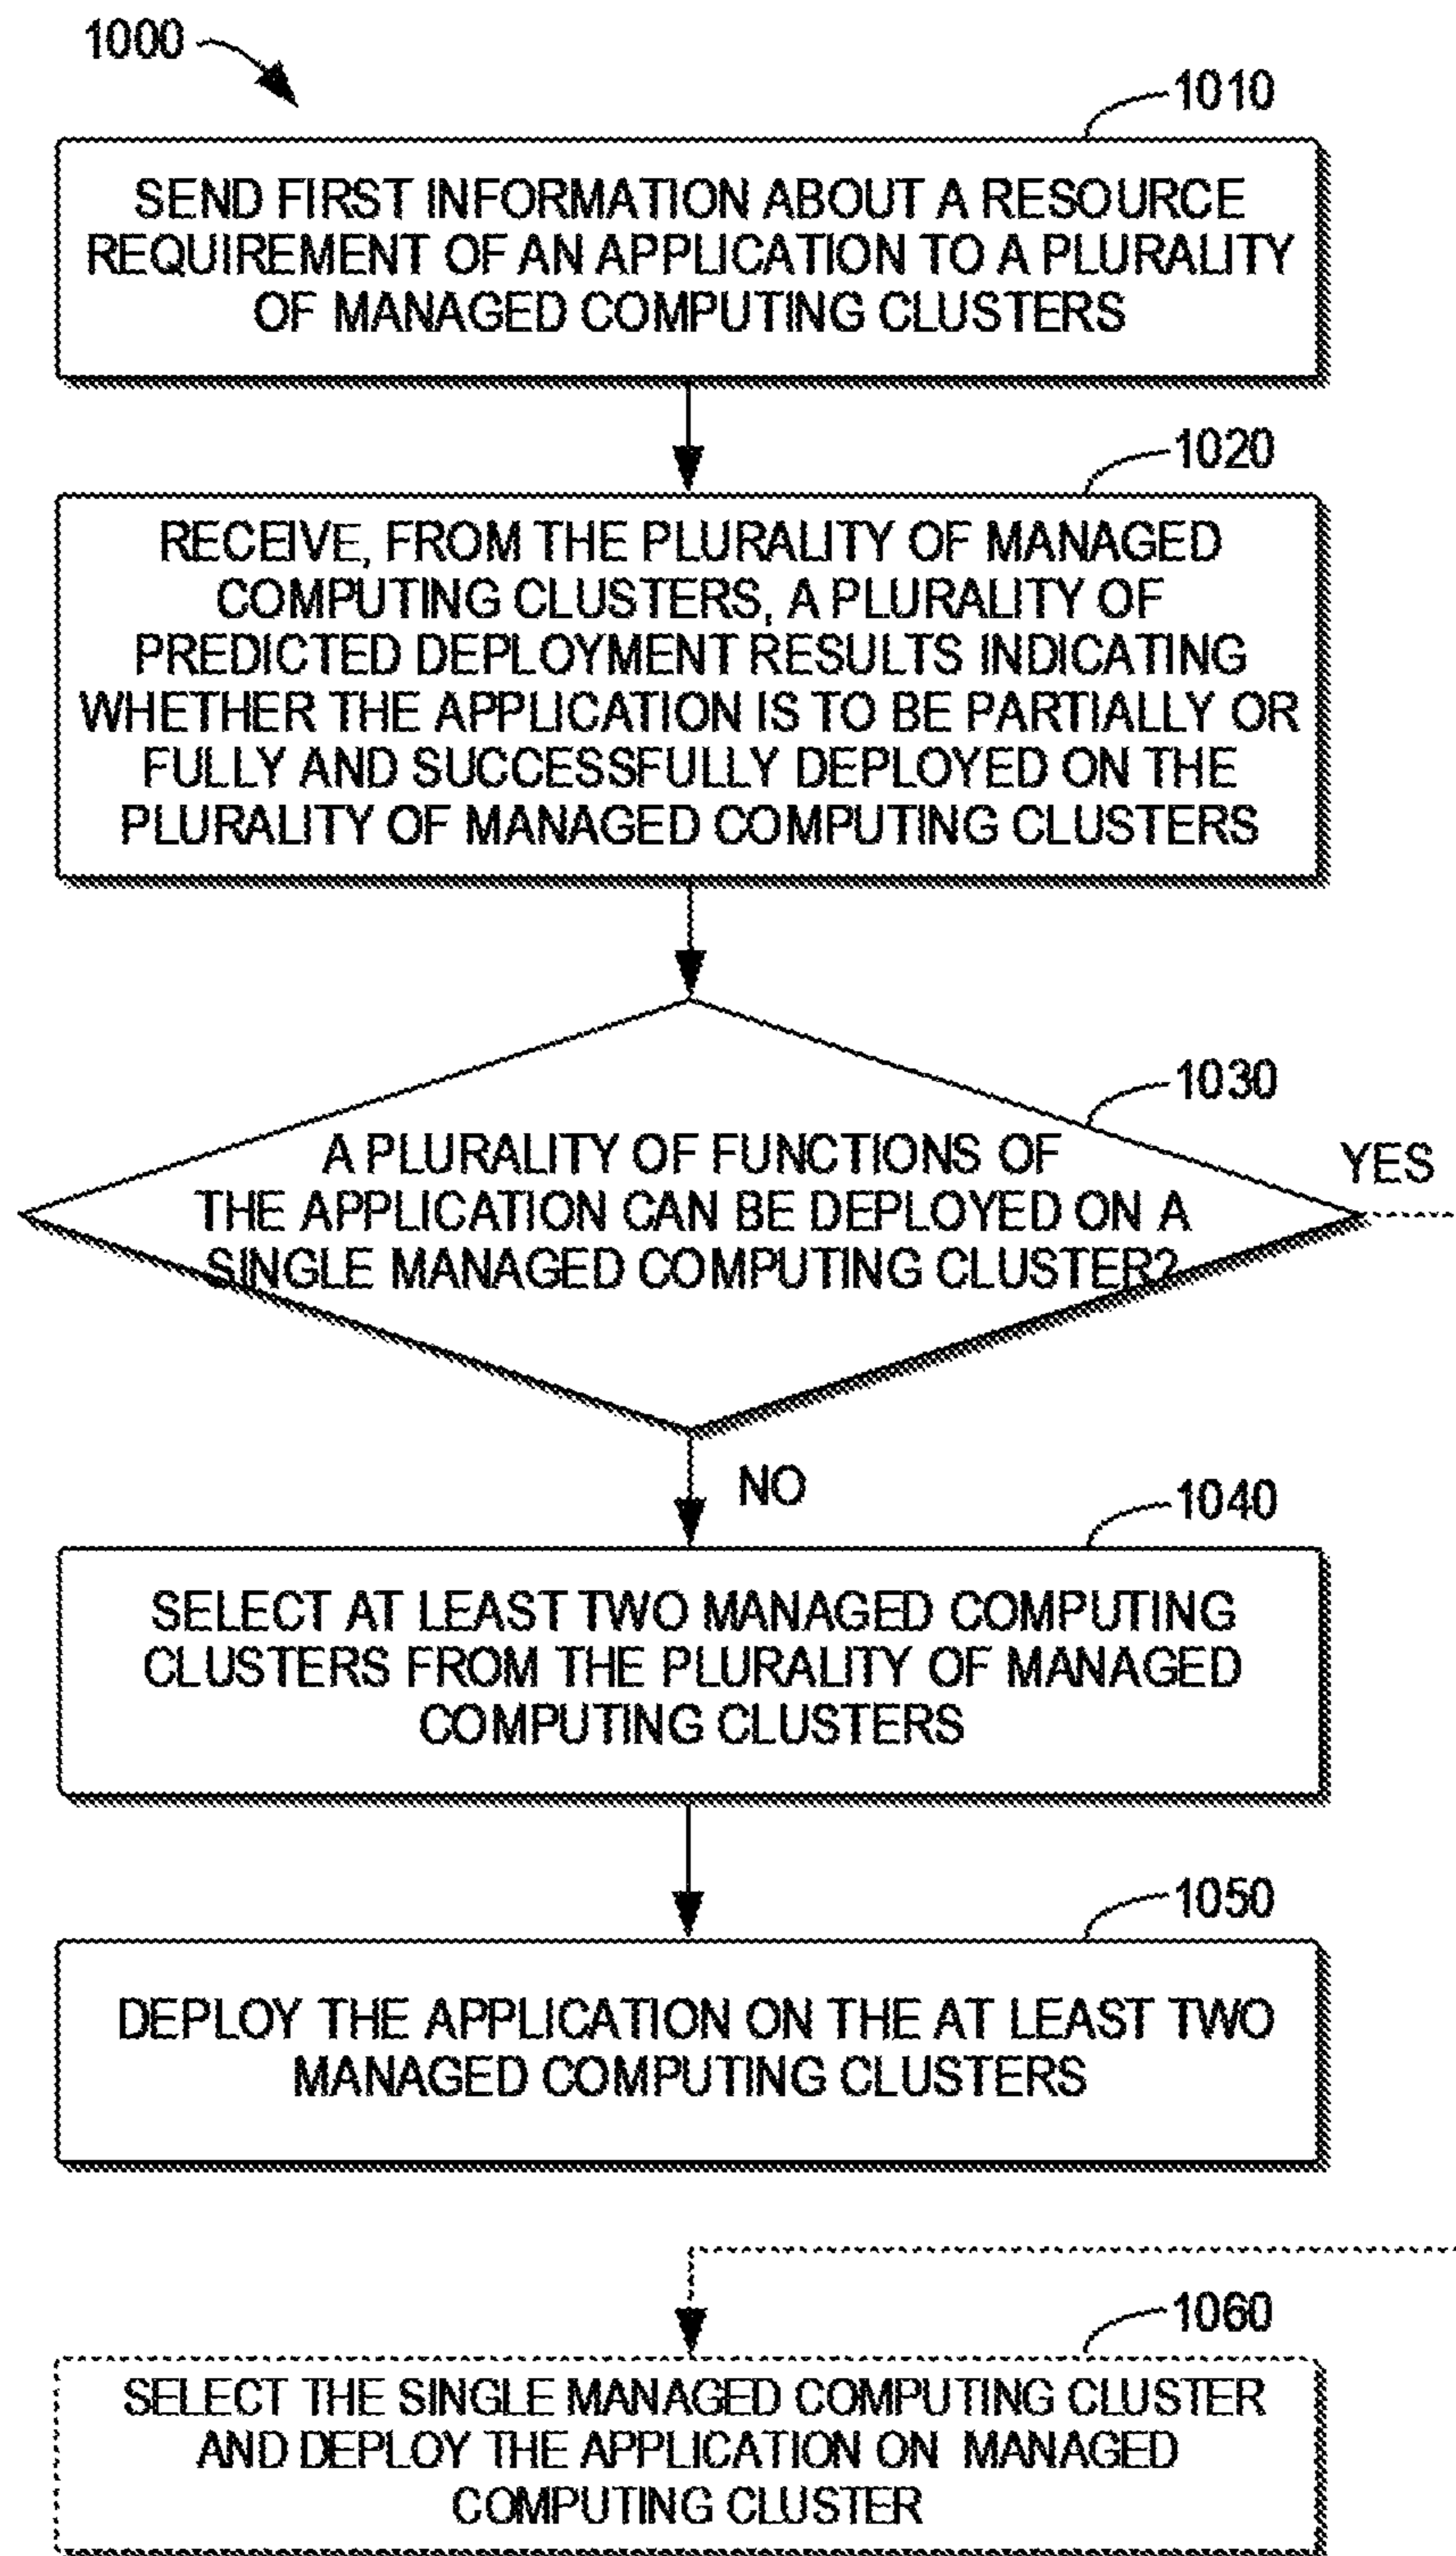 1000
1010
SEND FIRST INFORMATION ABOUT A RESOURCE
REQUIREMENT OF AN APPLICATION TO A PLURALITY
OF MANAGED COMPUTING CLUSTERS
1020
RECEIVE, FROM THE PLURALITY OF MANAGED
COMPUTING CLUSTERS, A PLURALITY OF
PREDICTED DEPLOYMENT RESULTS INDICATING
WHETHER THE APPLICATION IS TO BE PARTIALLY OR
FULLY AND SUCCESSFULLY DEPLOYED ON THE
PLURALITY OF MANAGED COMPUTING CLUSTERS
1030
A PLURALITY OF FUNCTIONS OF
THE APPLICATION CAN BE DEPLOYED ON A
SINGLE MANAGED COMPUTING CLUSTER?
YES
NO
1040
SELECT AT LEAST TWO MANAGED COMPUTING
CLUSTERS FROM THE PLURALITY OF MANAGED
COMPUTING CLUSTERS
1050
DEPLOY THE APPLICATION ON THE AT LEAST TWO
MANAGED COMPUTING CLUSTERS
1060
SELECT THE SINGLE MANAGED COMPUTING CLUSTER
AND DEPLOY THE APPLICATION ON MANAGED
COMPUTING CLUSTER